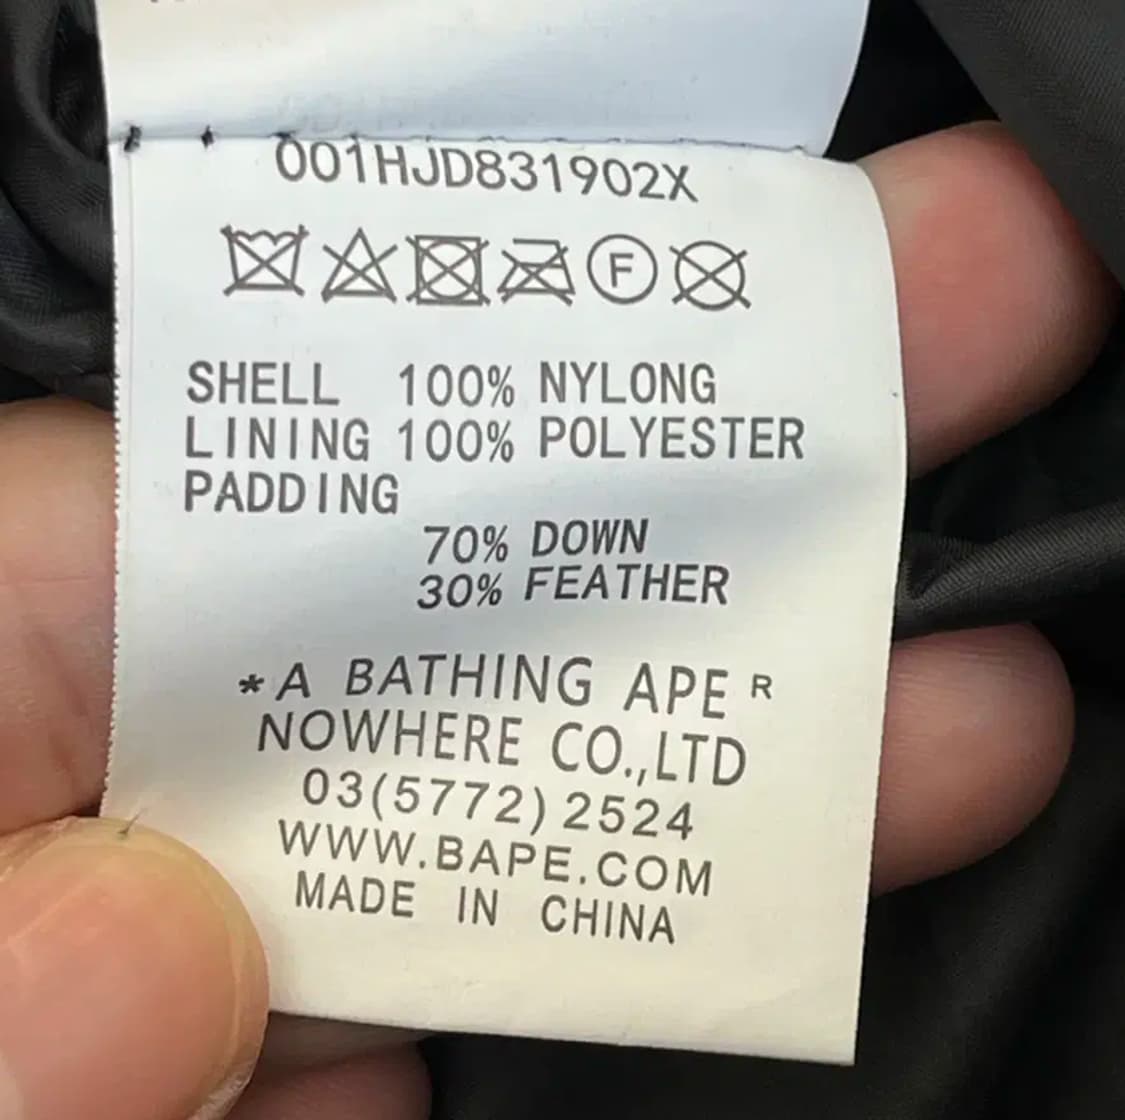 001HJD831902X
F
SHELL 100% NYLONG
LINING 100% POLYESTER
PADDING
70% DOWN
30% FEATHER
*A BATHING APE R
NOWHERE CO.,LTD
03(5772)2524
WWW.BAPE.COM
MADE IN CHINA